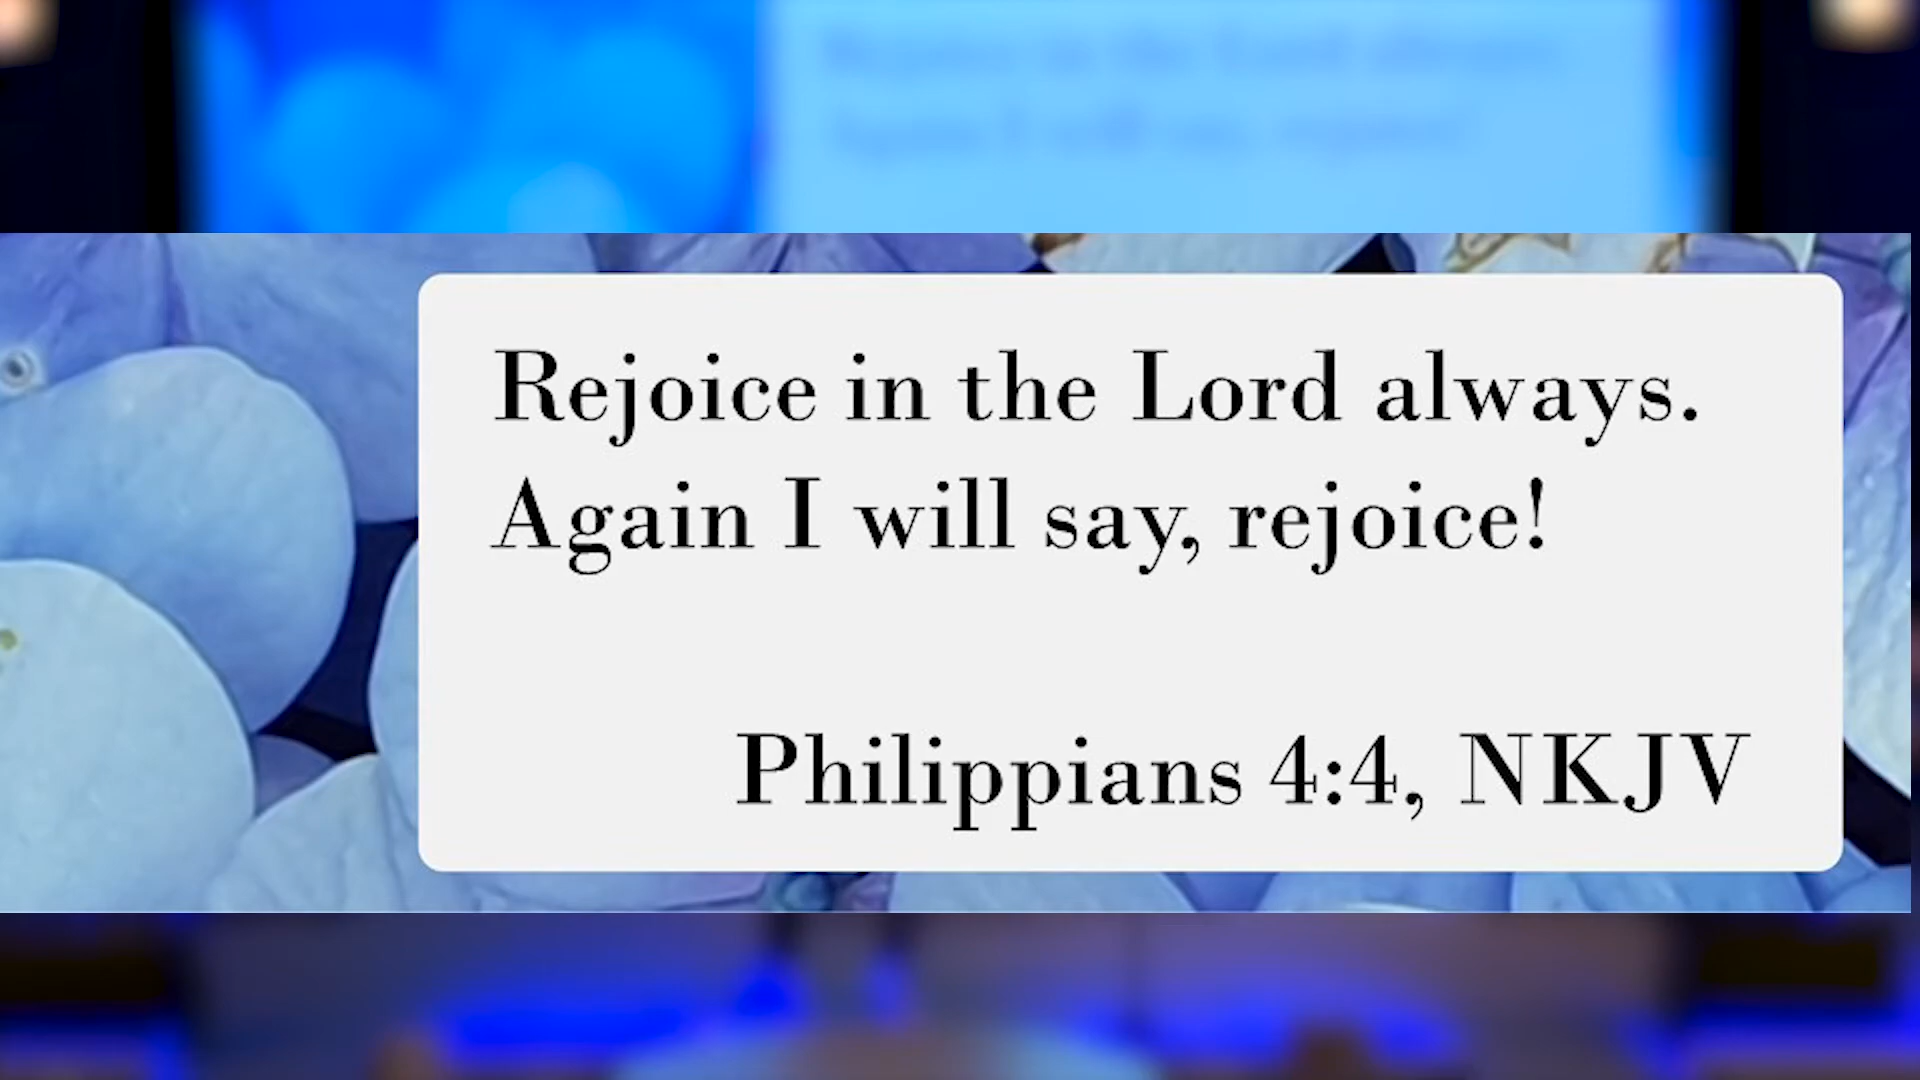 Rejoice in the Lord always.
Again I will say, rejoice!
Philippians 4:4, NKJV